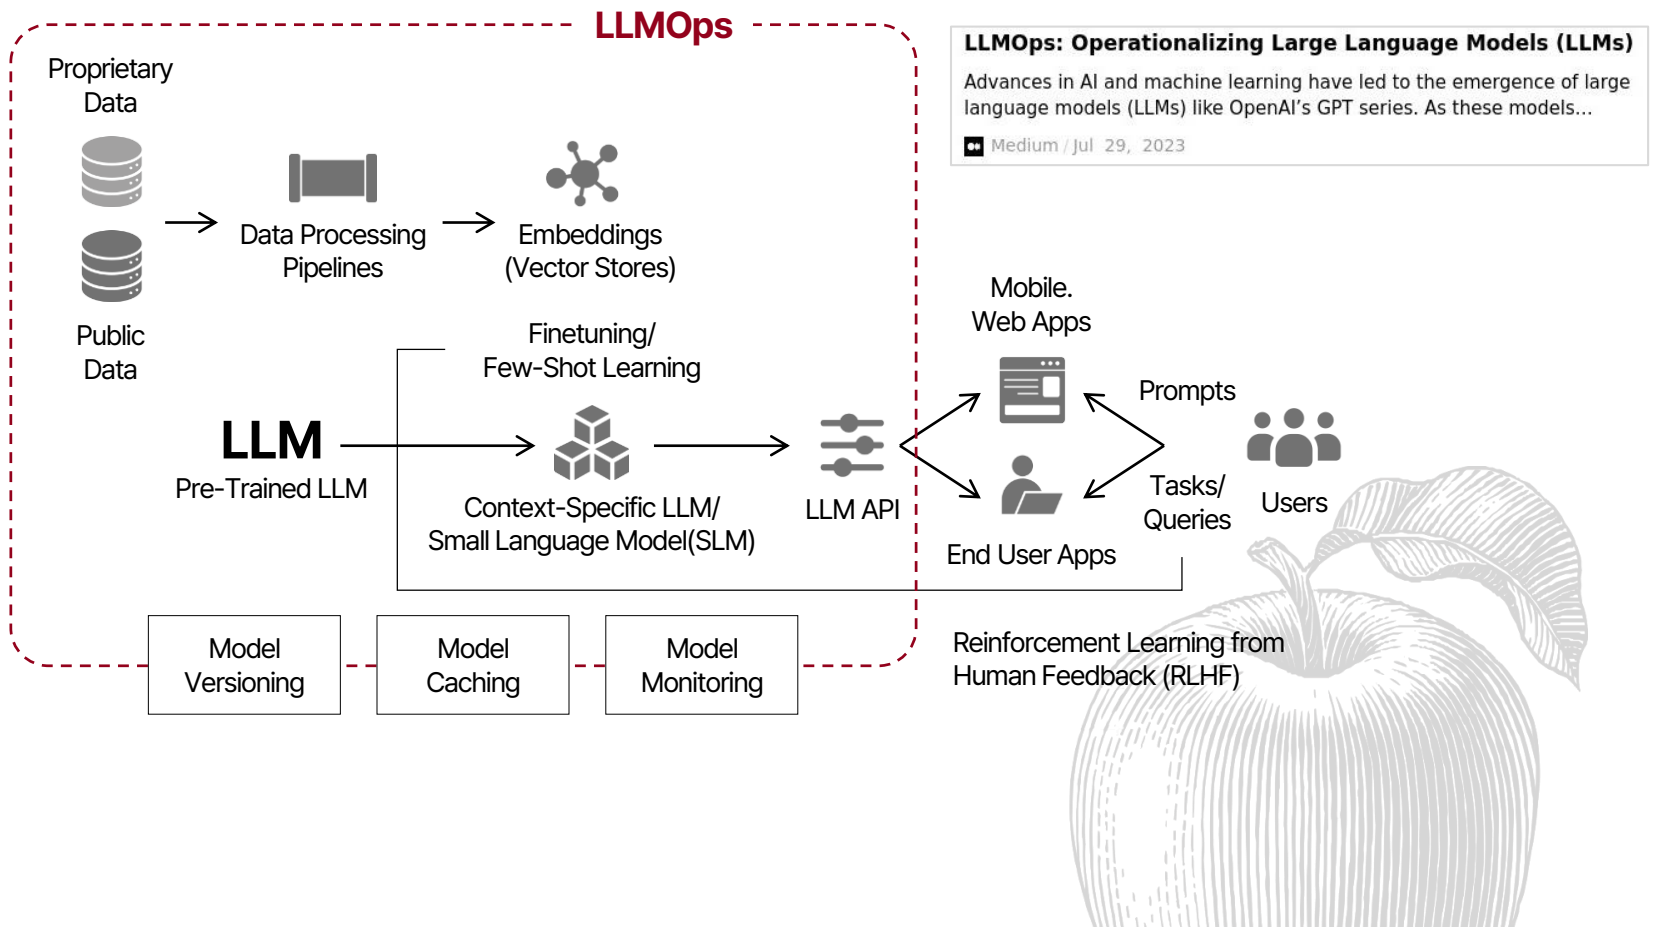 LLMOps
LLMOps: Operationalizing Large Language Models (LLMs)
Advances in AI and machine learning have led to the emergence of large
language models (LLMs) like OpenAI’s GPT series. As these models...
Medium / Jul 29, 2023
Proprietary
Data
Public
Data
Data Processing
Pipelines
Embeddings
(Vector Stores)
Finetuning/
Few-Shot Learning
LLM
Pre-Trained LLM
Context-Specific LLM/
Small Language Model(SLM)
LLM API
Mobile.
Web Apps
End User Apps
Prompts
Tasks/
Queries
Users
Reinforcement Learning from
Human Feedback (RLHF)
Model
Versioning
Model
Caching
Model
Monitoring